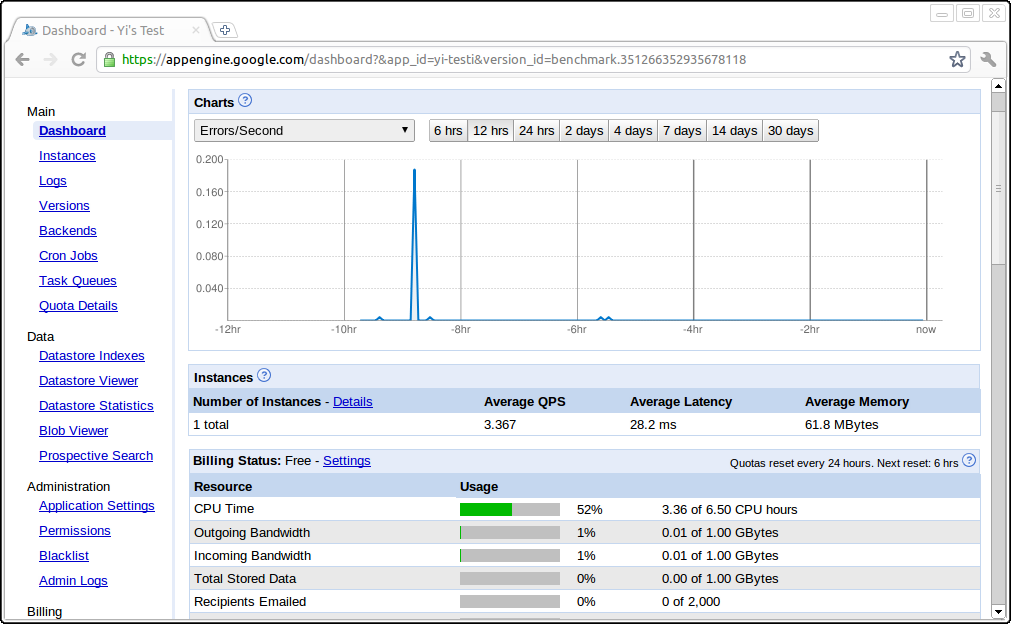 Dashboard - Yi's Test
https://appengine.google.com/dashboard?&app_id=yi-testi&version_id=benchmark.351266352935678118
Main
Dashboard
Instances
Logs
Versions
Backends
Cron Jobs
Task Queues
Quota Details
Data
Datastore Indexes
Datastore Viewer
Datastore Statistics
Blob Viewer
Prospective Search
Administration
Application Settings
Permissions
Blacklist
Admin Logs
Billing
Charts ?
Errors/Second 6 hrs 12 hrs 24 hrs 2 days 4 days 7 days 14 days 30 days
0.200
0.160
0.120
0.080
0.040
-12hr -10hr -8hr -6hr -4hr -2hr now
Instances ?
Number of Instances - Details Average QPS Average Latency Average Memory
1 total 3.367 28.2 ms 61.8 MBytes
Billing Status: Free - Settings Quotas reset every 24 hours. Next reset: 6 hrs ?
Resource Usage
CPU Time 52% 3.36 of 6.50 CPU hours
Outgoing Bandwidth 1% 0.01 of 1.00 GBytes
Incoming Bandwidth 1% 0.01 of 1.00 GBytes
Total Stored Data 0% 0.00 of 1.00 GBytes
Recipients Emailed 0% 0 of 2,000